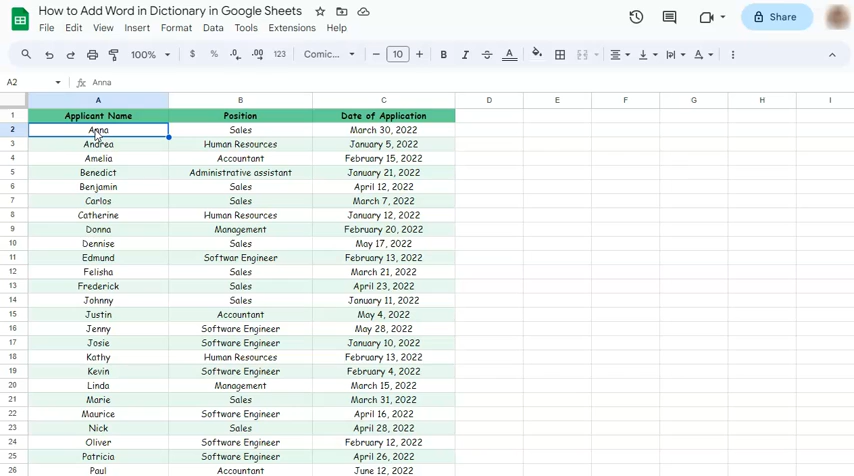 How to Add Word in Dictionary in Google Sheets
File Edit View Insert Format Data Tools Extensions Help
Share
100% $ % .0 .00 123 Comic... − 10 + B I S A A
A2 fx Anna
A B C D E F G H I
1 Applicant Name Position Date of Application
2 Anna Sales March 30, 2022
3 Andrea Human Resources January 5, 2022
4 Amelia Accountant February 15, 2022
5 Benedict Administrative assistant January 21, 2022
6 Benjamin Sales April 12, 2022
7 Carlos Sales March 7, 2022
8 Catherine Human Resources January 12, 2022
9 Donna Management February 20, 2022
10 Dennise Sales May 17, 2022
11 Edmund Softwar Engineer February 13, 2022
12 Felisha Sales March 21, 2022
13 Frederick Sales April 23, 2022
14 Johnny Sales January 11, 2022
15 Justin Accountant May 4, 2022
16 Jenny Software Engineer May 28, 2022
17 Josie Software Engineer January 10, 2022
18 Kathy Human Resources February 13, 2022
19 Kevin Software Engineer February 4, 2022
20 Linda Management March 15, 2022
21 Marie Sales March 31, 2022
22 Maurice Software Engineer April 16, 2022
23 Nick Sales April 28, 2022
24 Oliver Software Engineer February 12, 2022
25 Patricia Software Engineer April 26, 2022
26 Paul Accountant June 12, 2022